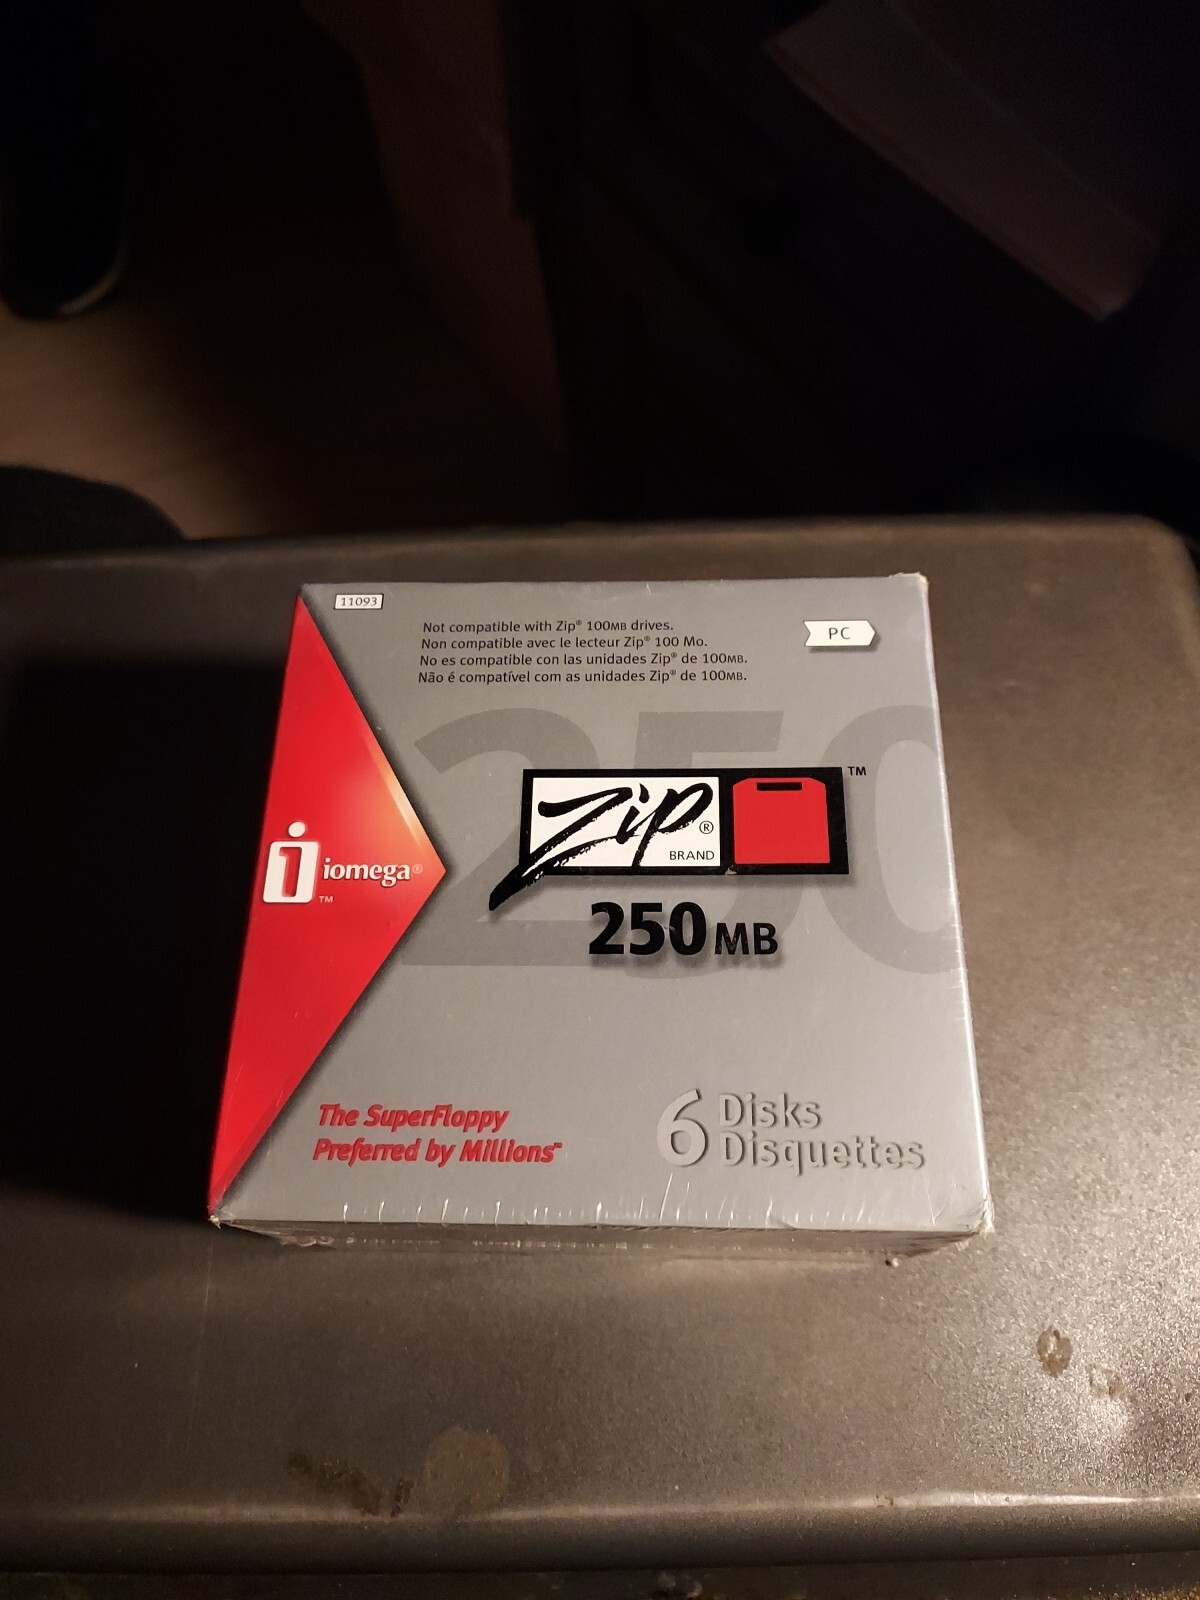 11093
Not compatible with Zip® 100MB drives.
Non compatible avec le lecteur Zip® 100 Mo.
No es compatible con las unidades Zip® de 100MB.
Não é compatível com as unidades Zip® de 100MB.
PC
250
Zip®
BRAND
™
250MB
iomega®
™
The SuperFloppy
Preferred by Millions™
6 Disks
Disquettes